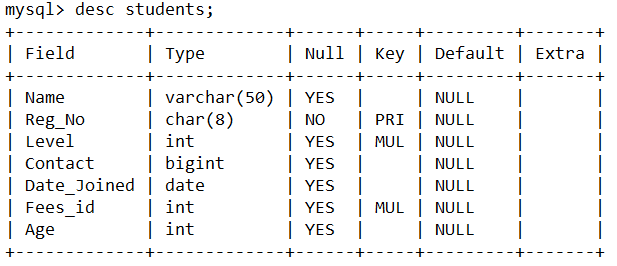 mysql> desc students;
+-------------+-------------+------+-----+---------+-------+
| Field       | Type        | Null | Key | Default | Extra |
+-------------+-------------+------+-----+---------+-------+
| Name        | varchar(50) | YES  |     | NULL    |       |
| Reg_No      | char(8)     | NO   | PRI | NULL    |       |
| Level       | int         | YES  | MUL | NULL    |       |
| Contact     | bigint      | YES  |     | NULL    |       |
| Date_Joined | date        | YES  |     | NULL    |       |
| Fees_id     | int         | YES  | MUL | NULL    |       |
| Age         | int         | YES  |     | NULL    |       |
+-------------+-------------+------+-----+---------+-------+